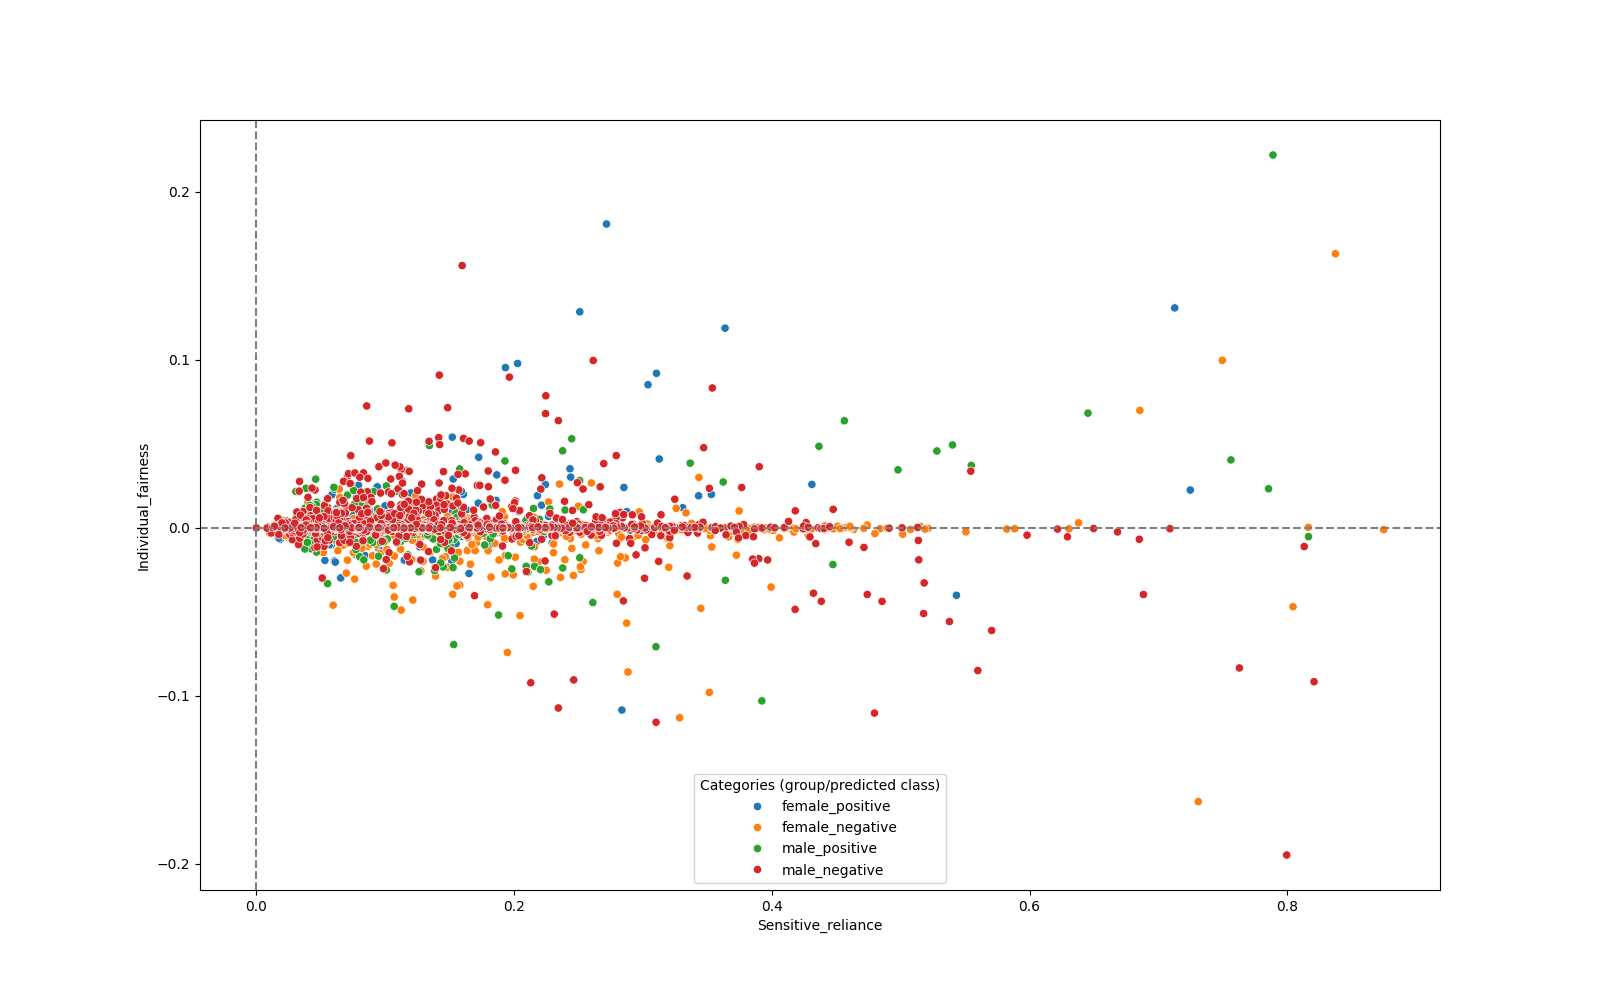 0.2
0.1
0.0
−0.1
−0.2
Individual_fairness
Categories (group/predicted class)
female_positive
female_negative
male_positive
male_negative
0.0 0.2 0.4 0.6 0.8
Sensitive_reliance